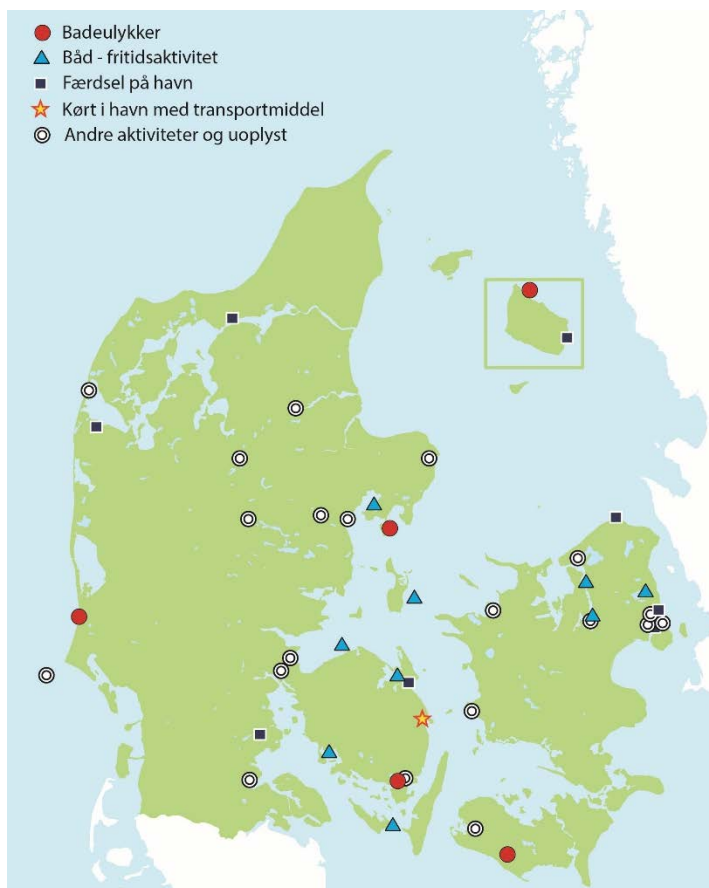 Badeulykker
Båd - fritidsaktivitet
Færdsel på havn
Kørt i havn med transportmiddel
Andre aktiviteter og uoplyst